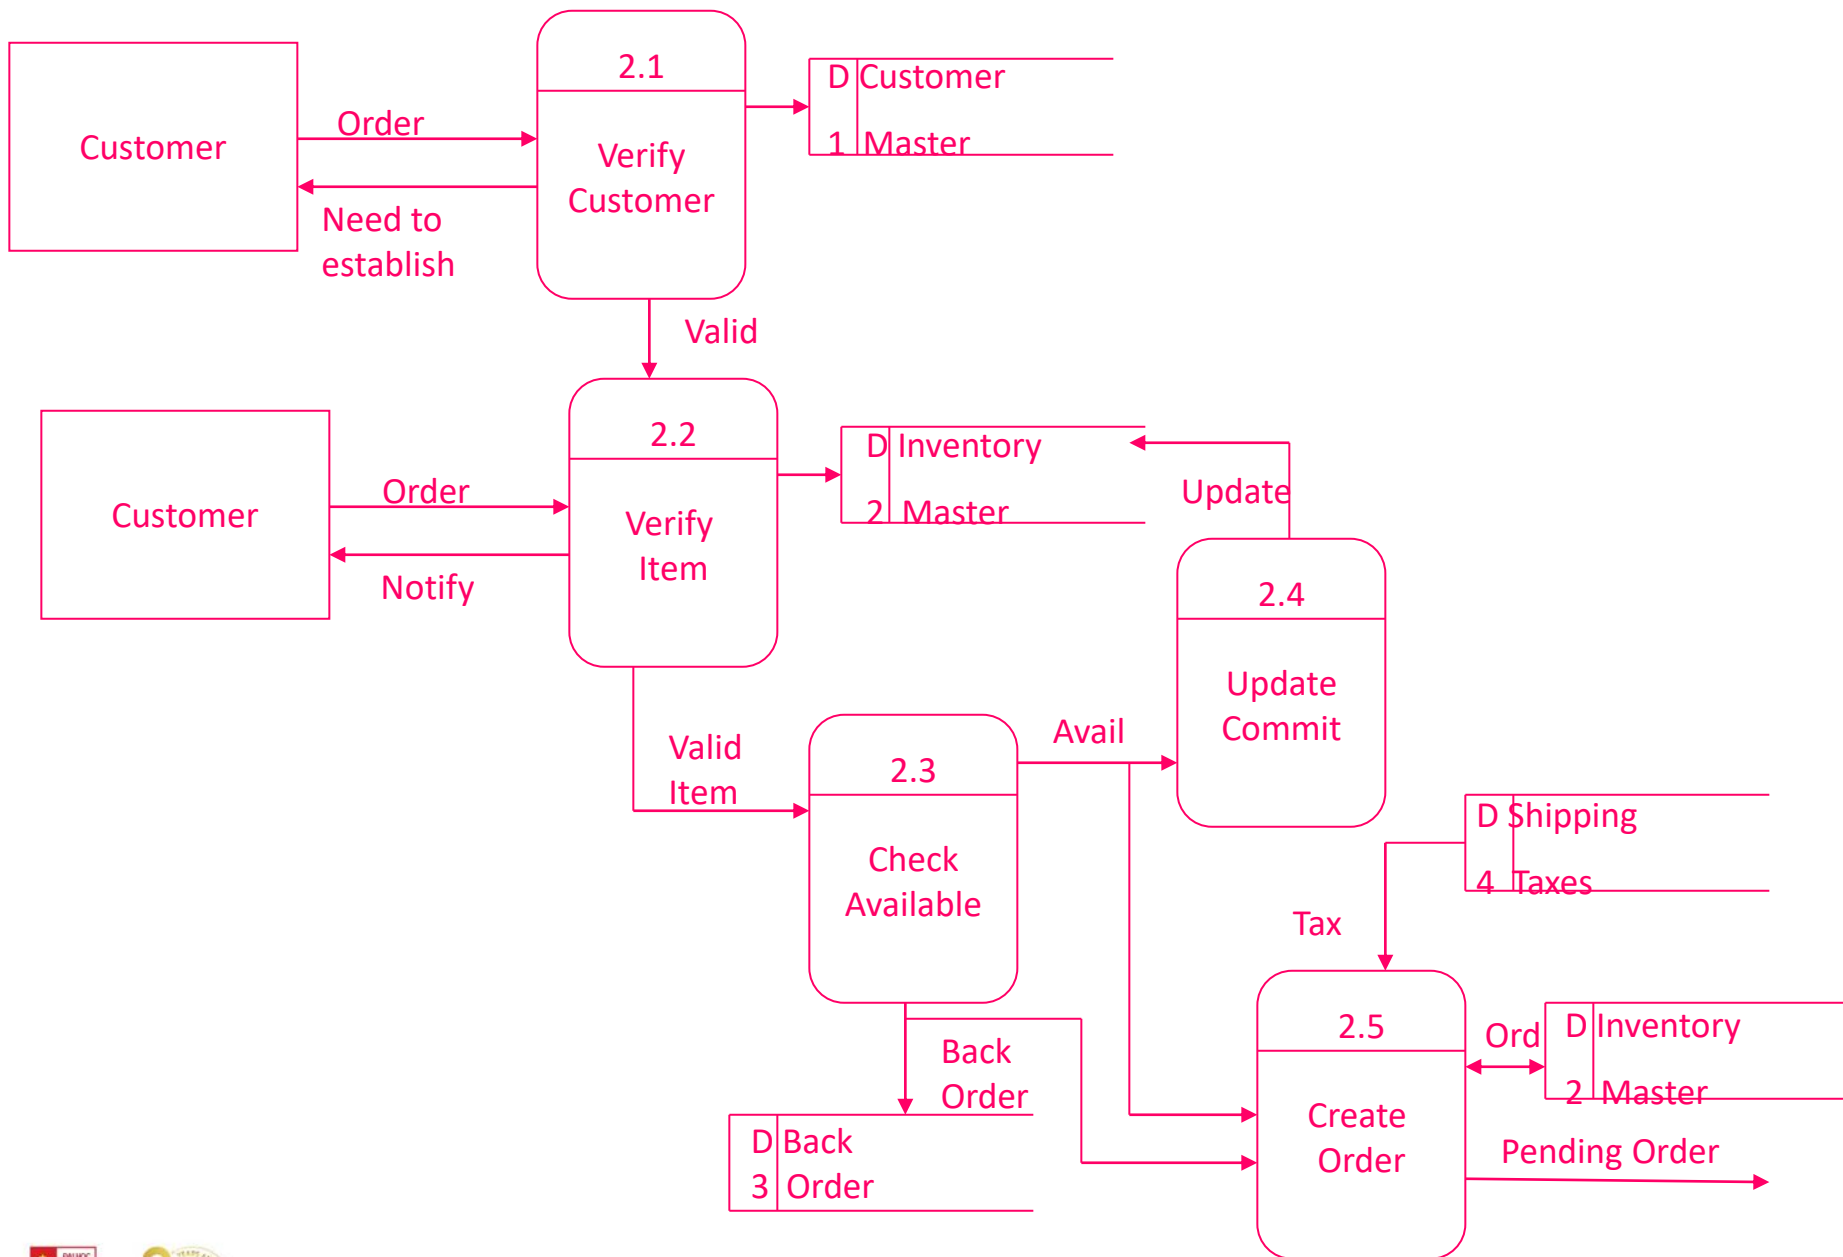 2.1
D Customer
1 Master
Customer
Order
Verify
Customer
Need to
establish
Valid
2.2
D Inventory
2 Master
Update
Customer
Order
Verify
Item
Notify
2.4
Update
Commit
Valid
Item
2.3
Avail
Check
Available
D Shipping
4 Taxes
Tax
2.5
Ord
D Inventory
2 Master
Back
Order
Create
Order
D Back
3 Order
Pending Order